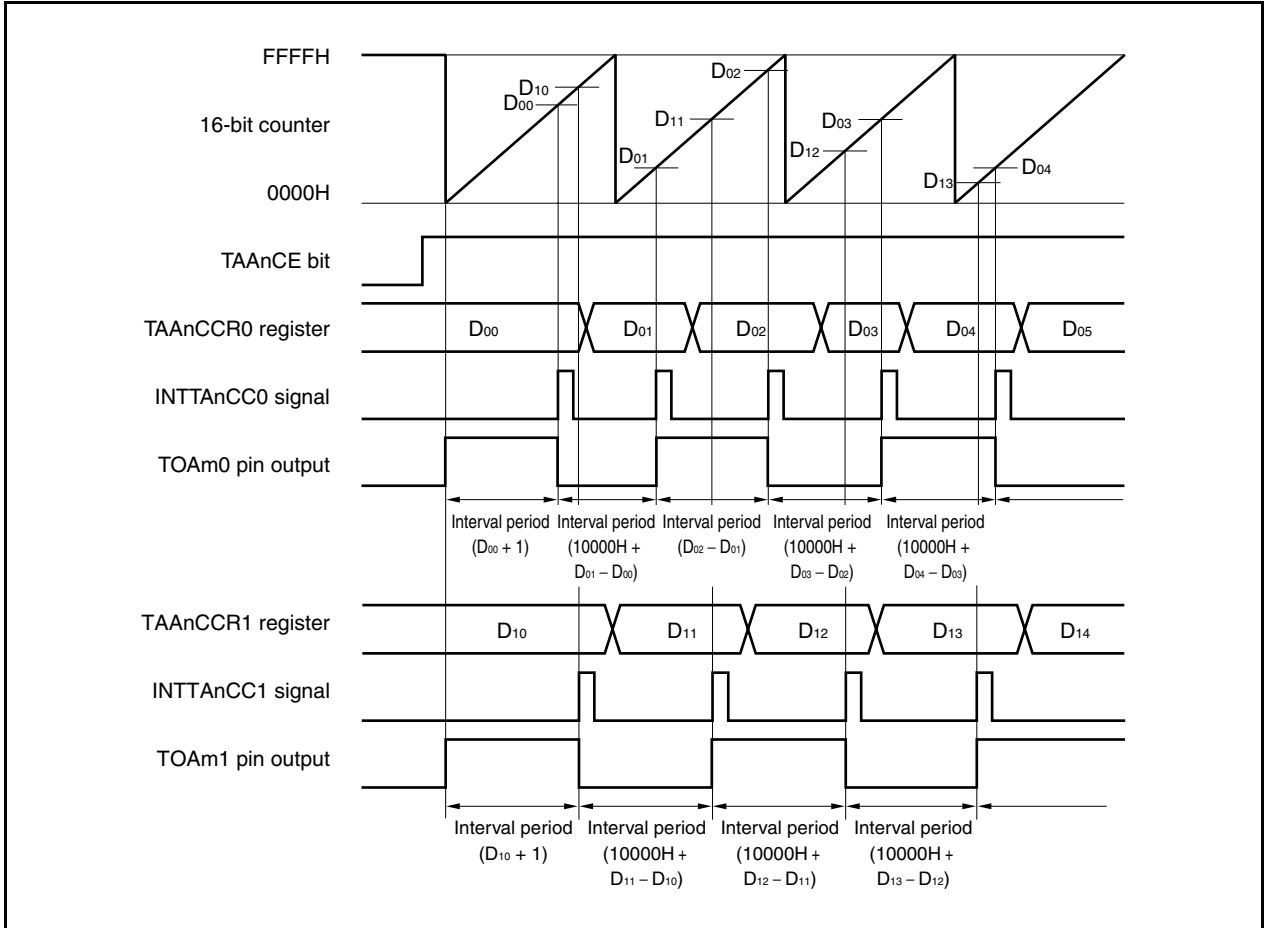 FFFFH
16-bit counter
0000H
D10
D00
D01
D11
D02
D12
D03
D13
D04
TAAnCE bit
TAAnCCR0 register
D00 D01 D02 D03 D04 D05
INTTAnCC0 signal
TOAm0 pin output
Interval period
(D00 + 1)
Interval period
(10000H +
D01 – D00)
Interval period
(D02 – D01)
Interval period
(10000H +
D03 – D02)
Interval period
(10000H +
D04 – D03)
TAAnCCR1 register
D10 D11 D12 D13 D14
INTTAnCC1 signal
TOAm1 pin output
Interval period
(D10 + 1)
Interval period
(10000H +
D11 – D10)
Interval period
(10000H +
D12 – D11)
Interval period
(10000H +
D13 – D12)